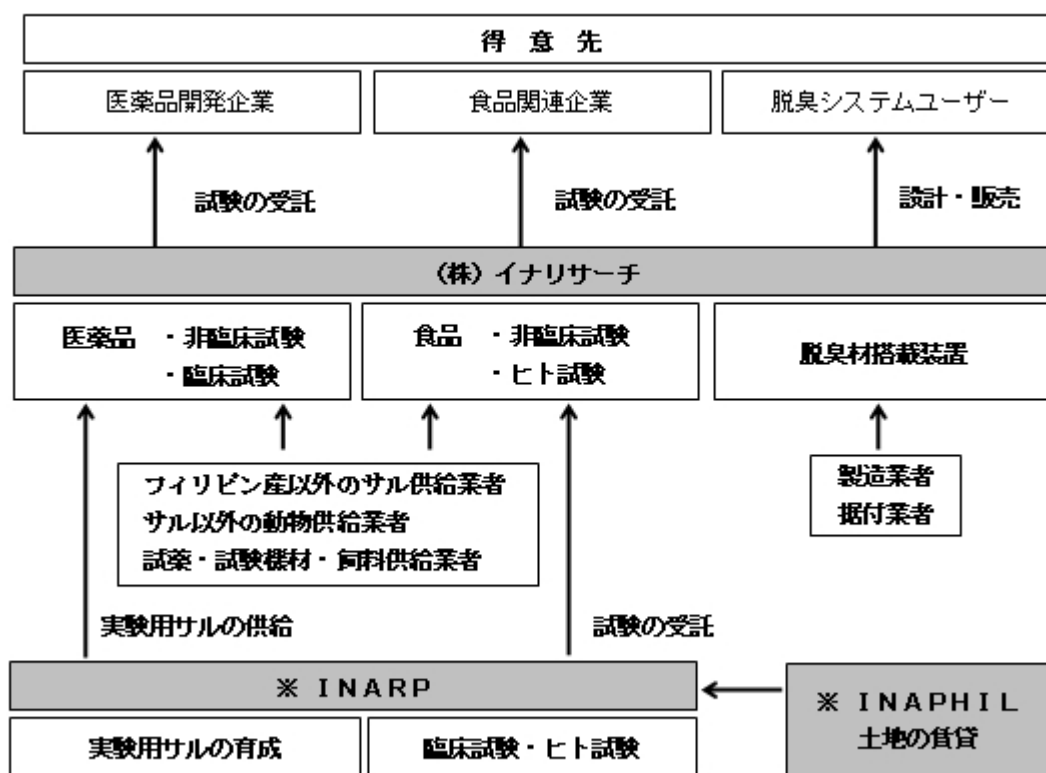 得 意 先
医薬品開発企業
食品関連企業
脱臭システムユーザー
試験の受託
試験の受託
設計・販売
(株)イナリサーチ
医薬品 ・非臨床試験
・臨床試験
食品 ・非臨床試験
・ヒト試験
脱臭材搭載装置
フィリピン産以外のサル供給業者
サル以外の動物供給業者
試薬・試験機材・飼料供給業者
製造業者
据付業者
実験用サルの供給
試験の受託
※ INARP
※ INAPHIL
土地の賃貸
実験用サルの育成
臨床試験・ヒト試験